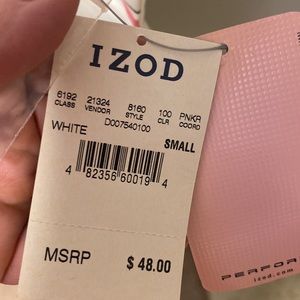 IZOD
6192 21324 8160 100 PNKR
CLASS VENDOR STYLE CLR COORD
WHITE D007540100
SMALL
4 82356 60019 4
MSRP $ 48.00
PERFOR
izod.com